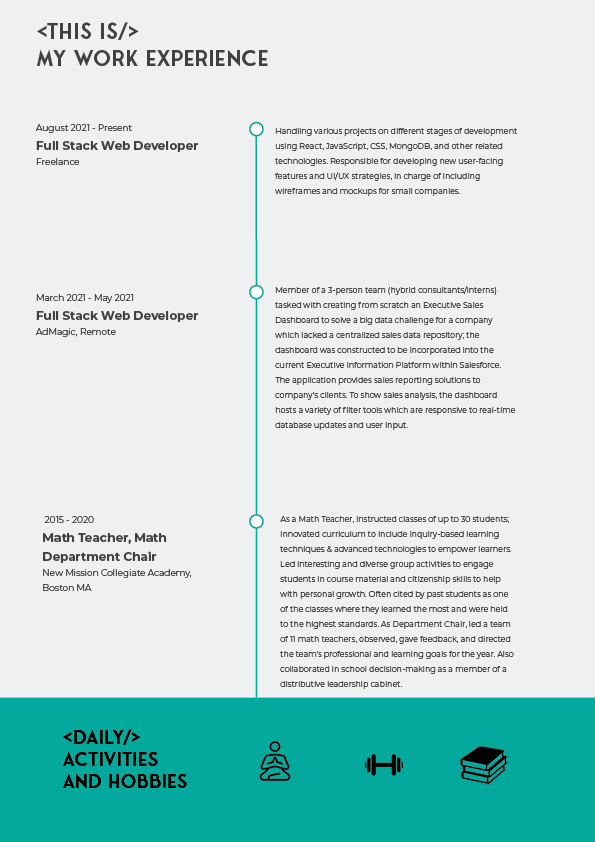 <THIS IS/>
MY WORK EXPERIENCE
August 2021 - Present
Full Stack Web Developer
Freelance
Handling various projects on different stages of development
using React, JavaScript, CSS, MongoDB, and other related
technologies. Responsible for developing new user-facing
features and UI/UX strategies, in charge of including
wireframes and mockups for small companies.
March 2021 - May 2021
Full Stack Web Developer
AdMagic, Remote
Member of a 3-person team (hybrid consultants/interns)
tasked with creating from scratch an Executive Sales
Dashboard to solve a big data challenge for a company
which lacked a centralized sales data repository; the
dashboard was constructed to be incorporated into the
current Executive Information Platform within Salesforce.
The application provides sales reporting solutions to
company's clients. To show sales analysis, the dashboard
hosts a variety of filter tools which are responsive to real-time
database updates and user input.
2015 - 2020
Math Teacher, Math
Department Chair
New Mission Collegiate Academy,
Boston MA
As a Math Teacher, instructed classes of up to 30 students;
innovated curriculum to include inquiry-based learning
techniques & advanced technologies to empower learners.
Led interesting and diverse group activities to engage
students in course material and citizenship skills to help
with personal growth. Often cited by past students as one
of the classes where they learned the most and were held
to the highest standards. As Department Chair, led a team
of 11 math teachers, observed, gave feedback, and directed
the team's professional and learning goals for the year. Also
collaborated in school decision-making as a member of a
distributive leadership cabinet.
<DAILY/>
ACTIVITIES
AND HOBBIES